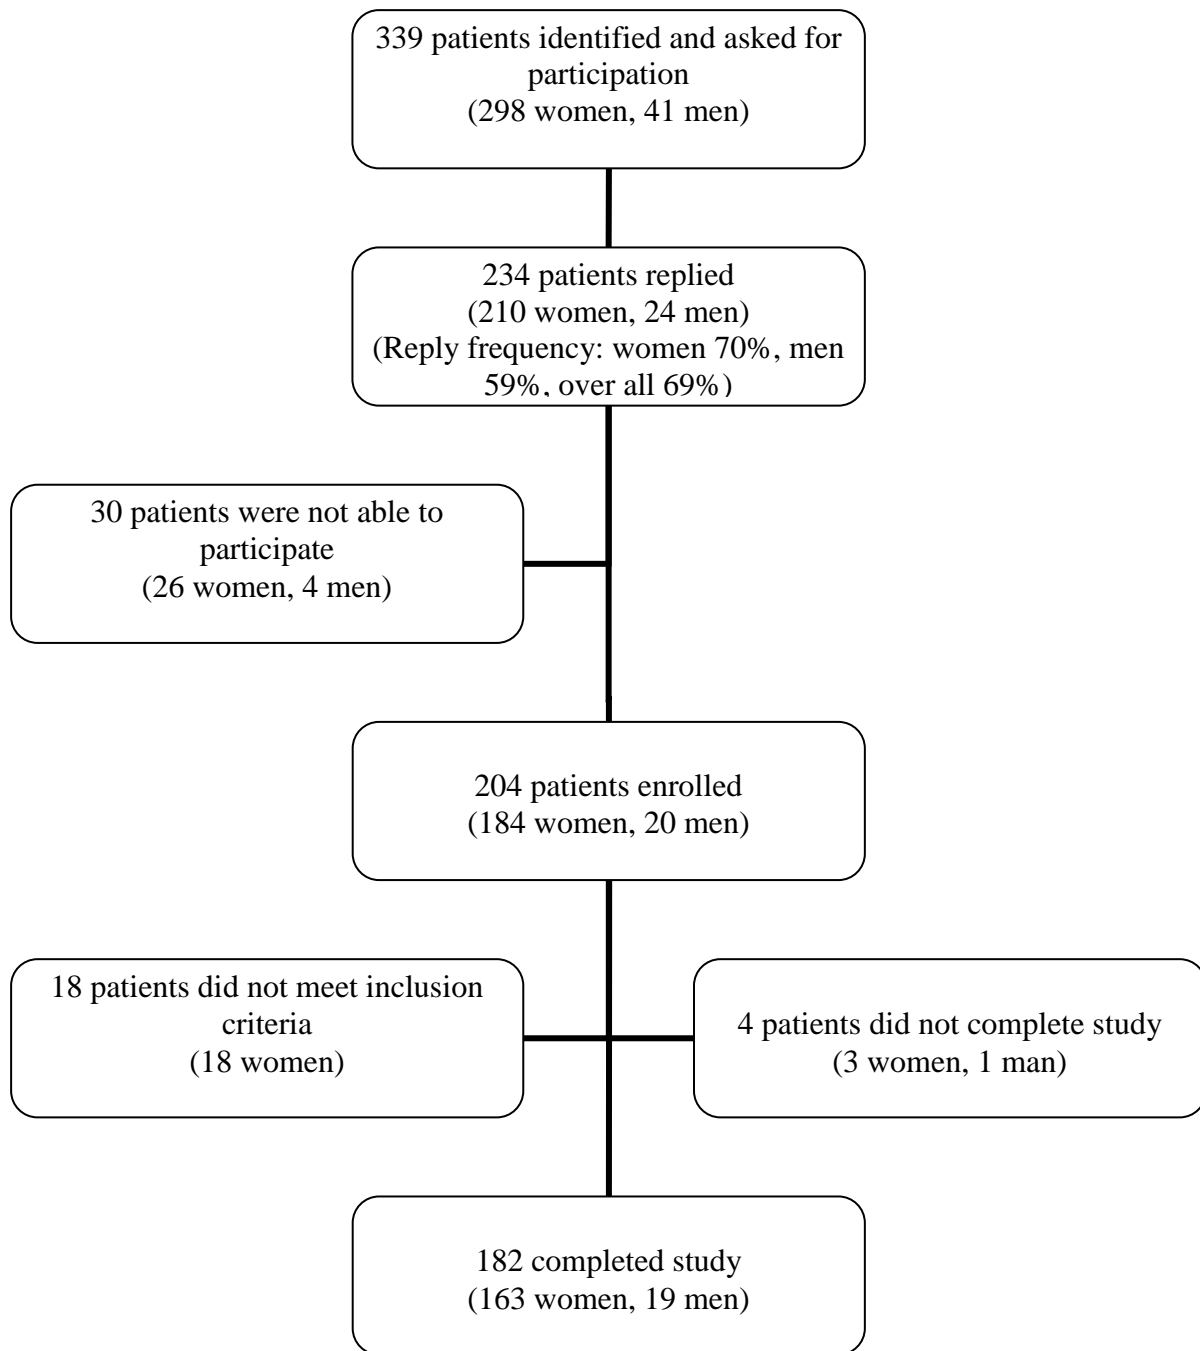 339 patients identified and asked for
participation
(298 women, 41 men)
234 patients replied
(210 women, 24 men)
(Reply frequency: women 70%, men
59%, over all 69%)
30 patients were not able to
participate
(26 women, 4 men)
204 patients enrolled
(184 women, 20 men)
18 patients did not meet inclusion
criteria
(18 women)
4 patients did not complete study
(3 women, 1 man)
182 completed study
(163 women, 19 men)